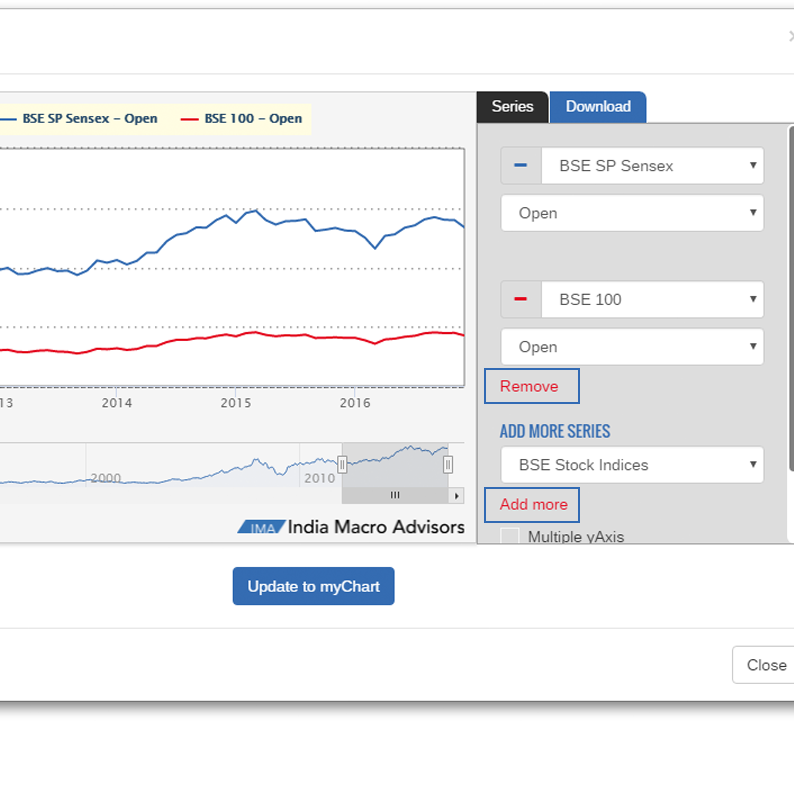 ×
Series Download
BSE SP Sensex – Open BSE 100 – Open
BSE SP Sensex
Open
BSE 100
Open
Remove
ADD MORE SERIES
BSE Stock Indices
Add more
Multiple yAxis
13 2014 2015 2016
2000 2010
IMA India Macro Advisors
Update to myChart
Close